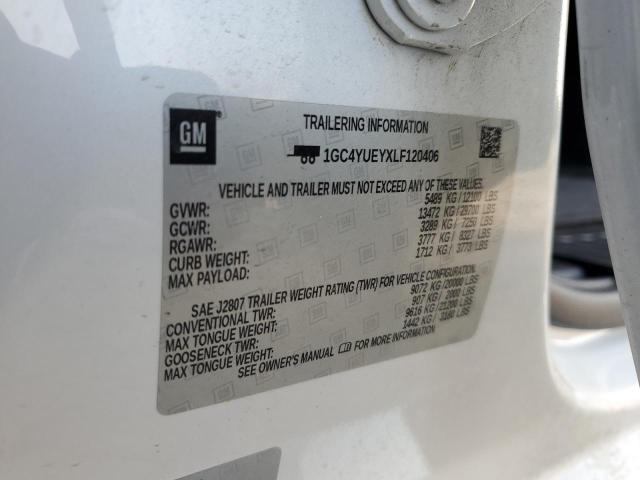 GM
TRAILERING INFORMATION
1GC4YUEYXLF120406
VEHICLE AND TRAILER MUST NOT EXCEED ANY OF THESE VALUES.
GVWR: 5489 KG/12100 LBS
GCWR: 13472 KG/29700 LBS
RGAWR: 3289 KG/ 7250 LBS
CURB WEIGHT: 3777 KG/ 8327 LBS
MAX PAYLOAD: 1712 KG/ 3773 LBS
SAE J2807 TRAILER WEIGHT RATING (TWR) FOR VEHICLE CONFIGURATION.
CONVENTIONAL TWR: 9072 KG/20000 LBS
MAX TONGUE WEIGHT: 907 KG/ 2000 LBS
GOOSENECK TWR: 9616 KG/21200 LBS
MAX TONGUE WEIGHT: 1442 KG/ 3180 LBS
SEE OWNER'S MANUAL FOR MORE INFORMATION